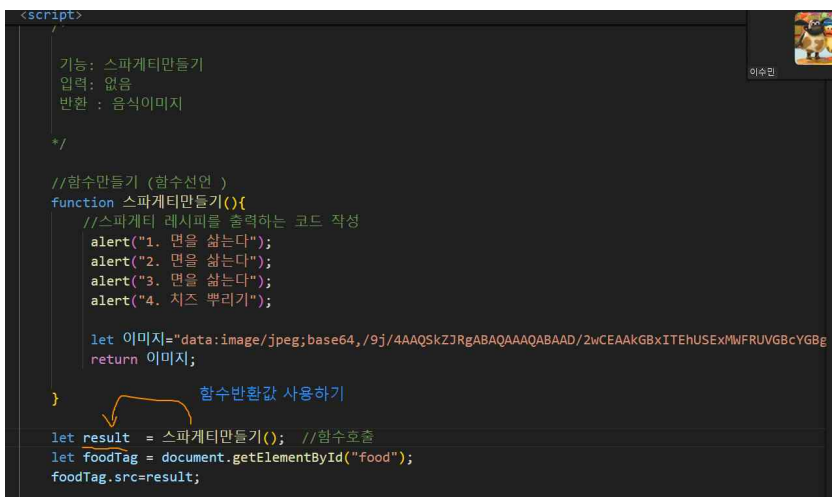 <script>
이수민
기능: 스파게티만들기
입력: 없음
반환 : 음식이미지
*/
//함수만들기 (함수선언 )
function 스파게티만들기(){
//스파게티 레시피를 출력하는 코드 작성
alert("1. 면을 삶는다");
alert("2. 면을 삶는다");
alert("3. 면을 삶는다");
alert("4. 치즈 뿌리기");
let 이미지="data:image/jpeg;base64,/9j/4AAQSkZJRgABAQAAAQABAAD/2wCEAAkGBxITEhUSExMWFRUVGBcYGBg
return 이미지;
}
함수반환값 사용하기
let result = 스파게티만들기(); //함수호출
let foodTag = document.getElementById("food");
foodTag.src=result;